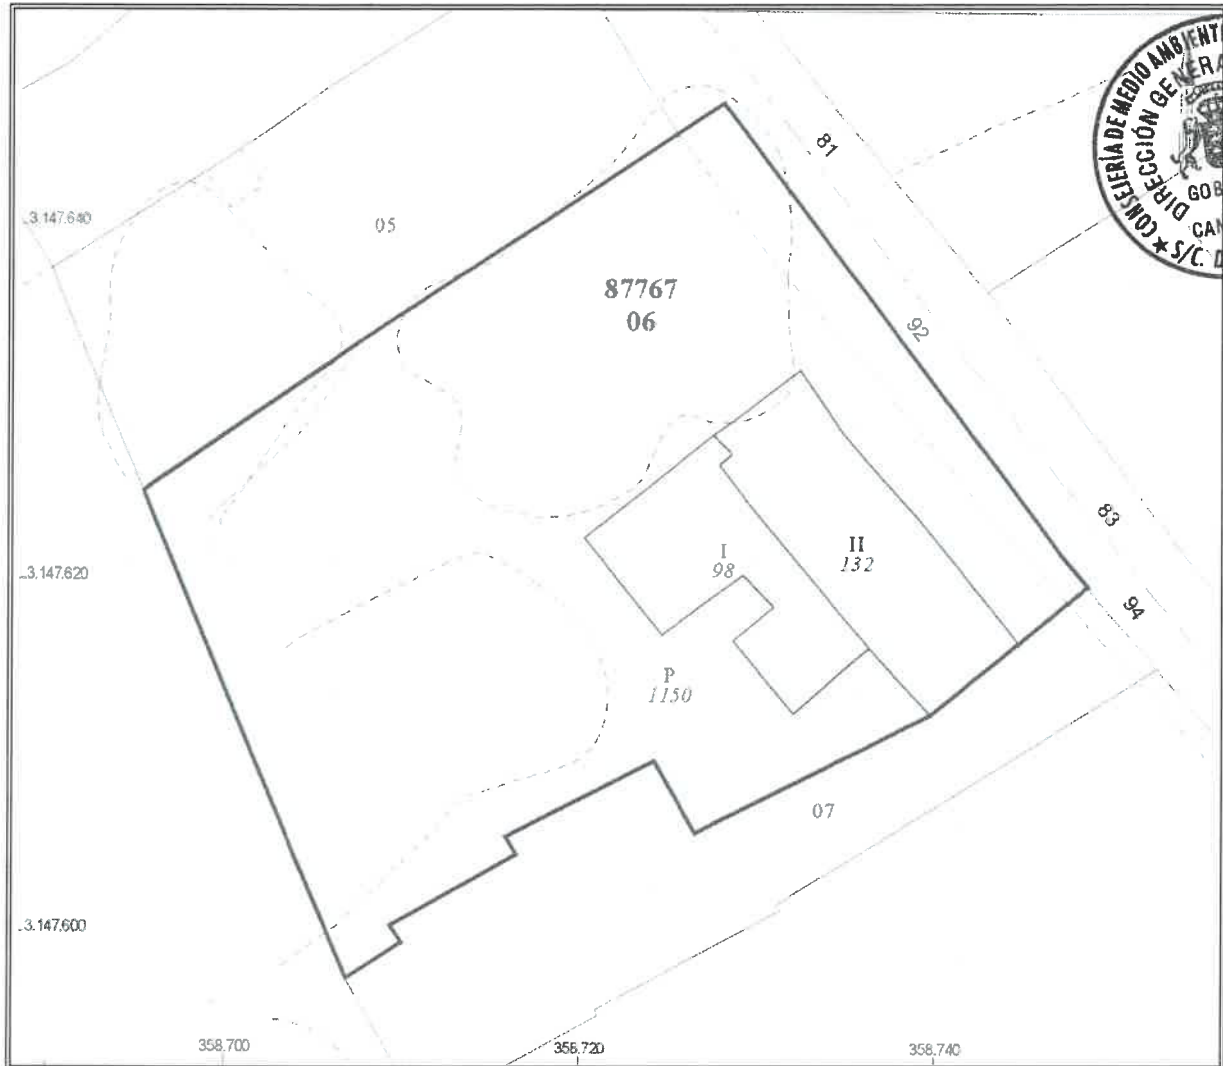 CONSEJERÍA DE MEDIO AMBIENTE
DIRECCIÓN GENERA
GOB
CAN
★ S/C. D
81
3.147.640
05
87767
06
92
83
3.147.620
I
98
II
132
94
P
1150
07
3.147.600
358.700
358.720
358.740